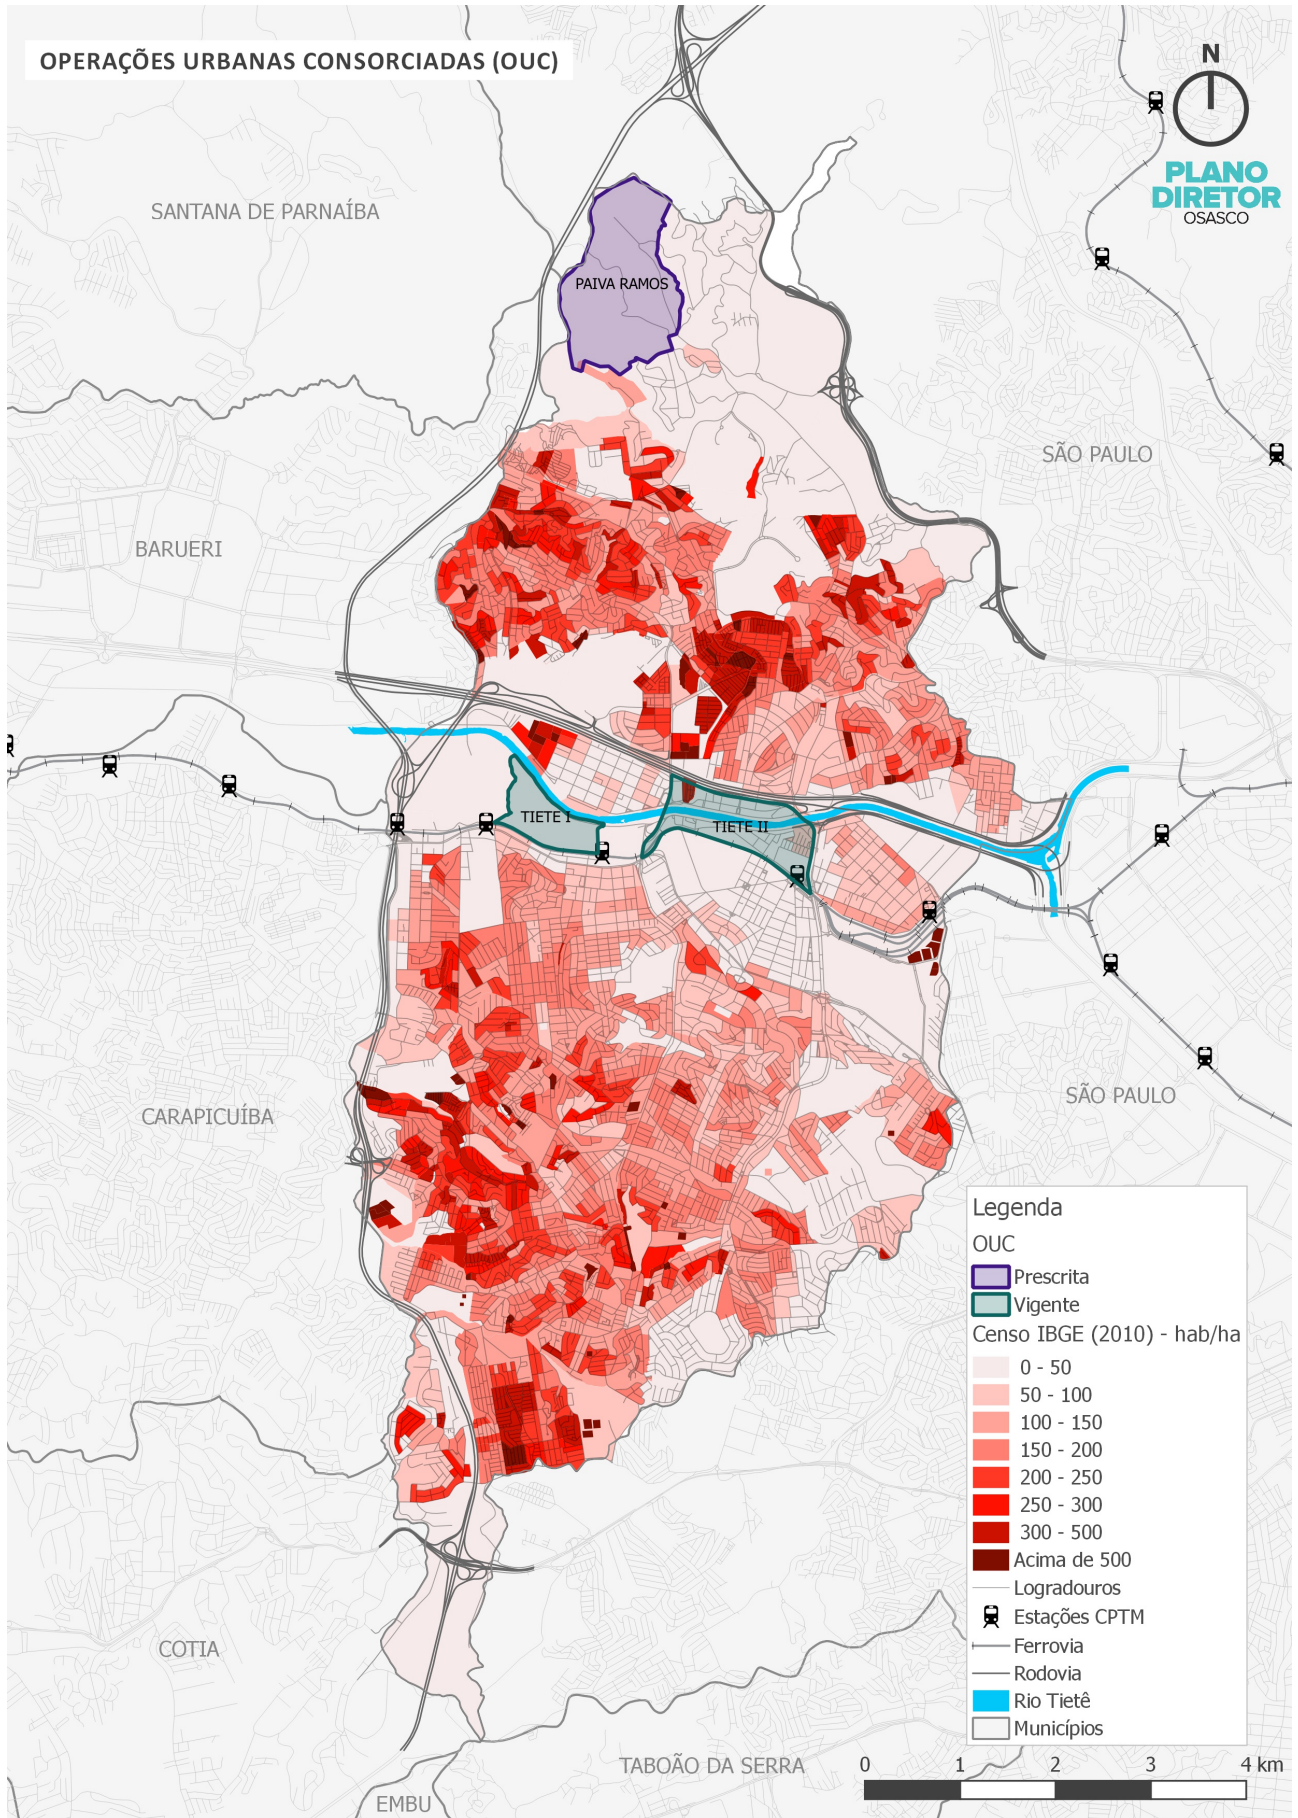 OPERAÇÕES URBANAS CONSORCIADAS (OUC)
N
PLANO
DIRETOR
OSASCO
SANTANA DE PARNAÍBA
PAIVA RAMOS
SÃO PAULO
BARUERI
TIETE I
TIETE II
CARAPICUÍBA
SÃO PAULO
COTIA
TABOÃO DA SERRA
EMBU
Legenda
OUC
Prescrita
Vigente
Censo IBGE (2010) - hab/ha
0 - 50
50 - 100
100 - 150
150 - 200
200 - 250
250 - 300
300 - 500
Acima de 500
Logradouros
Estações CPTM
Ferrovia
Rodovia
Rio Tietê
Municípios
0 1 2 3 4 km